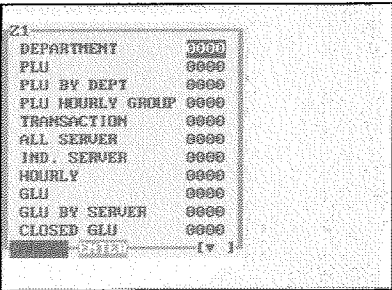 Z1
DEPARTMENT 0000
PLU 0000
PLU BY DEPT 0000
PLU HOURLY GROUP 0000
TRANSACTION 0000
ALL SERVER 0000
IND. SERVER 0000
HOURLY 0000
GLU 0000
GLU BY SERVER 0000
CLOSED GLU 0000
ENTER [▼ ]